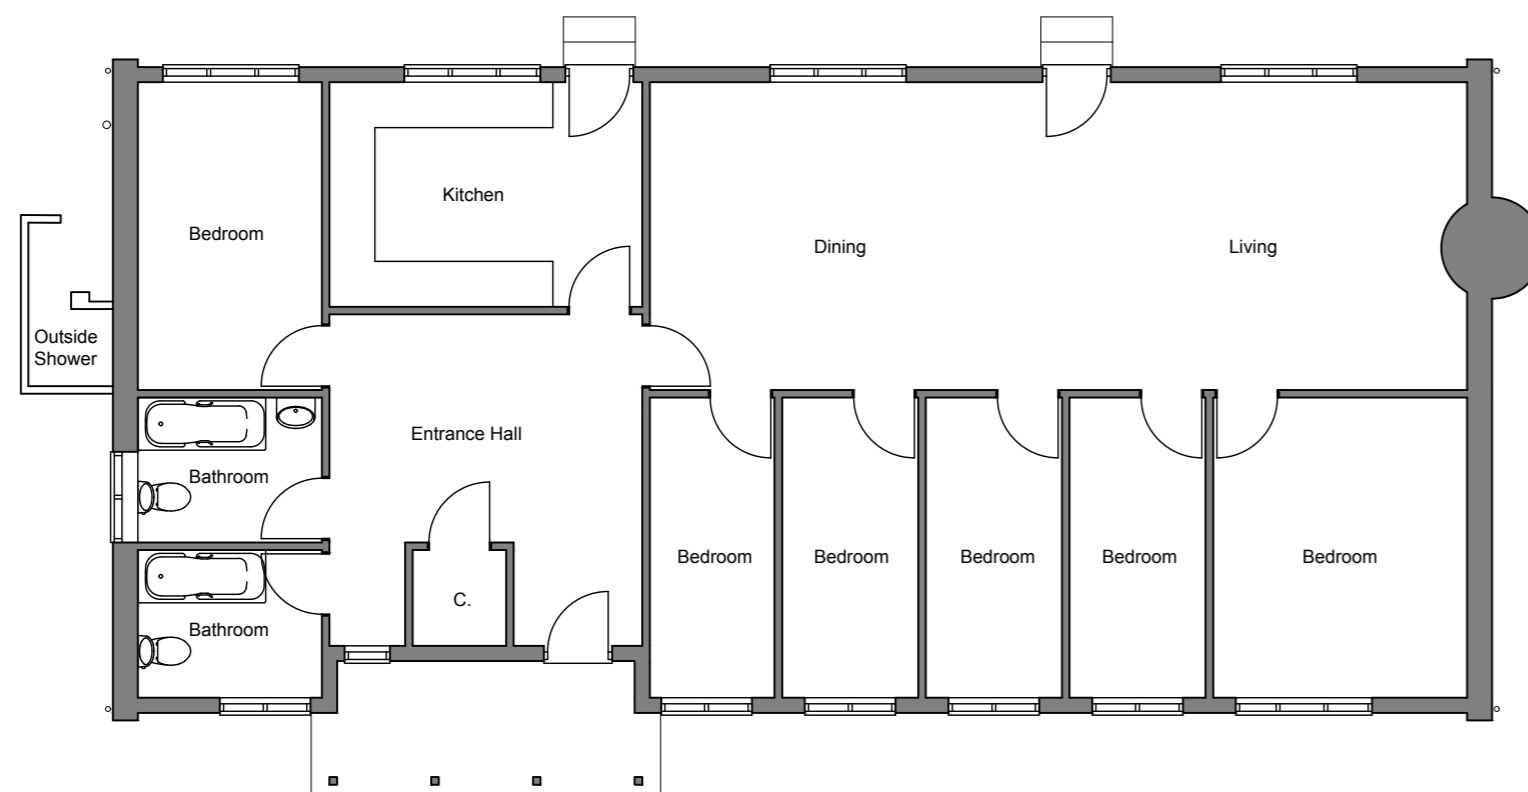 Kitchen
Bedroom
Dining
Living
Outside
Shower
Entrance Hall
Bathroom
Bedroom
Bedroom
Bedroom
Bedroom
Bedroom
C.
Bathroom